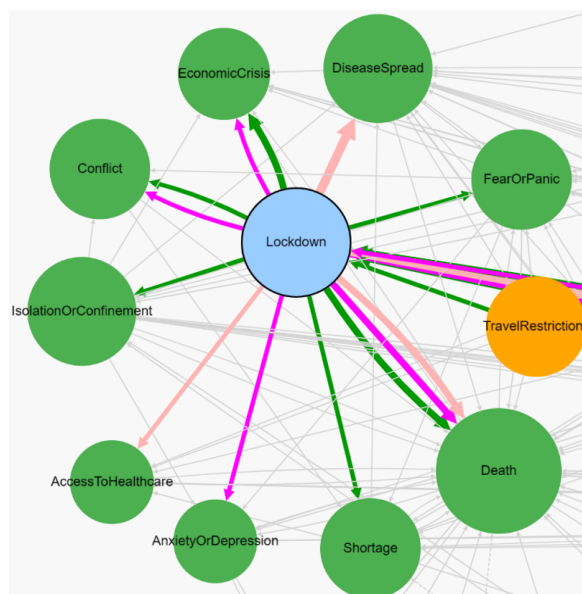 DiseaseSpread
EconomicCrisis
Conflict
FearOrPanic
Lockdown
IsolationOrConfinement
TravelRestriction
AccessToHealthcare
Death
AnxietyOrDepression
Shortage